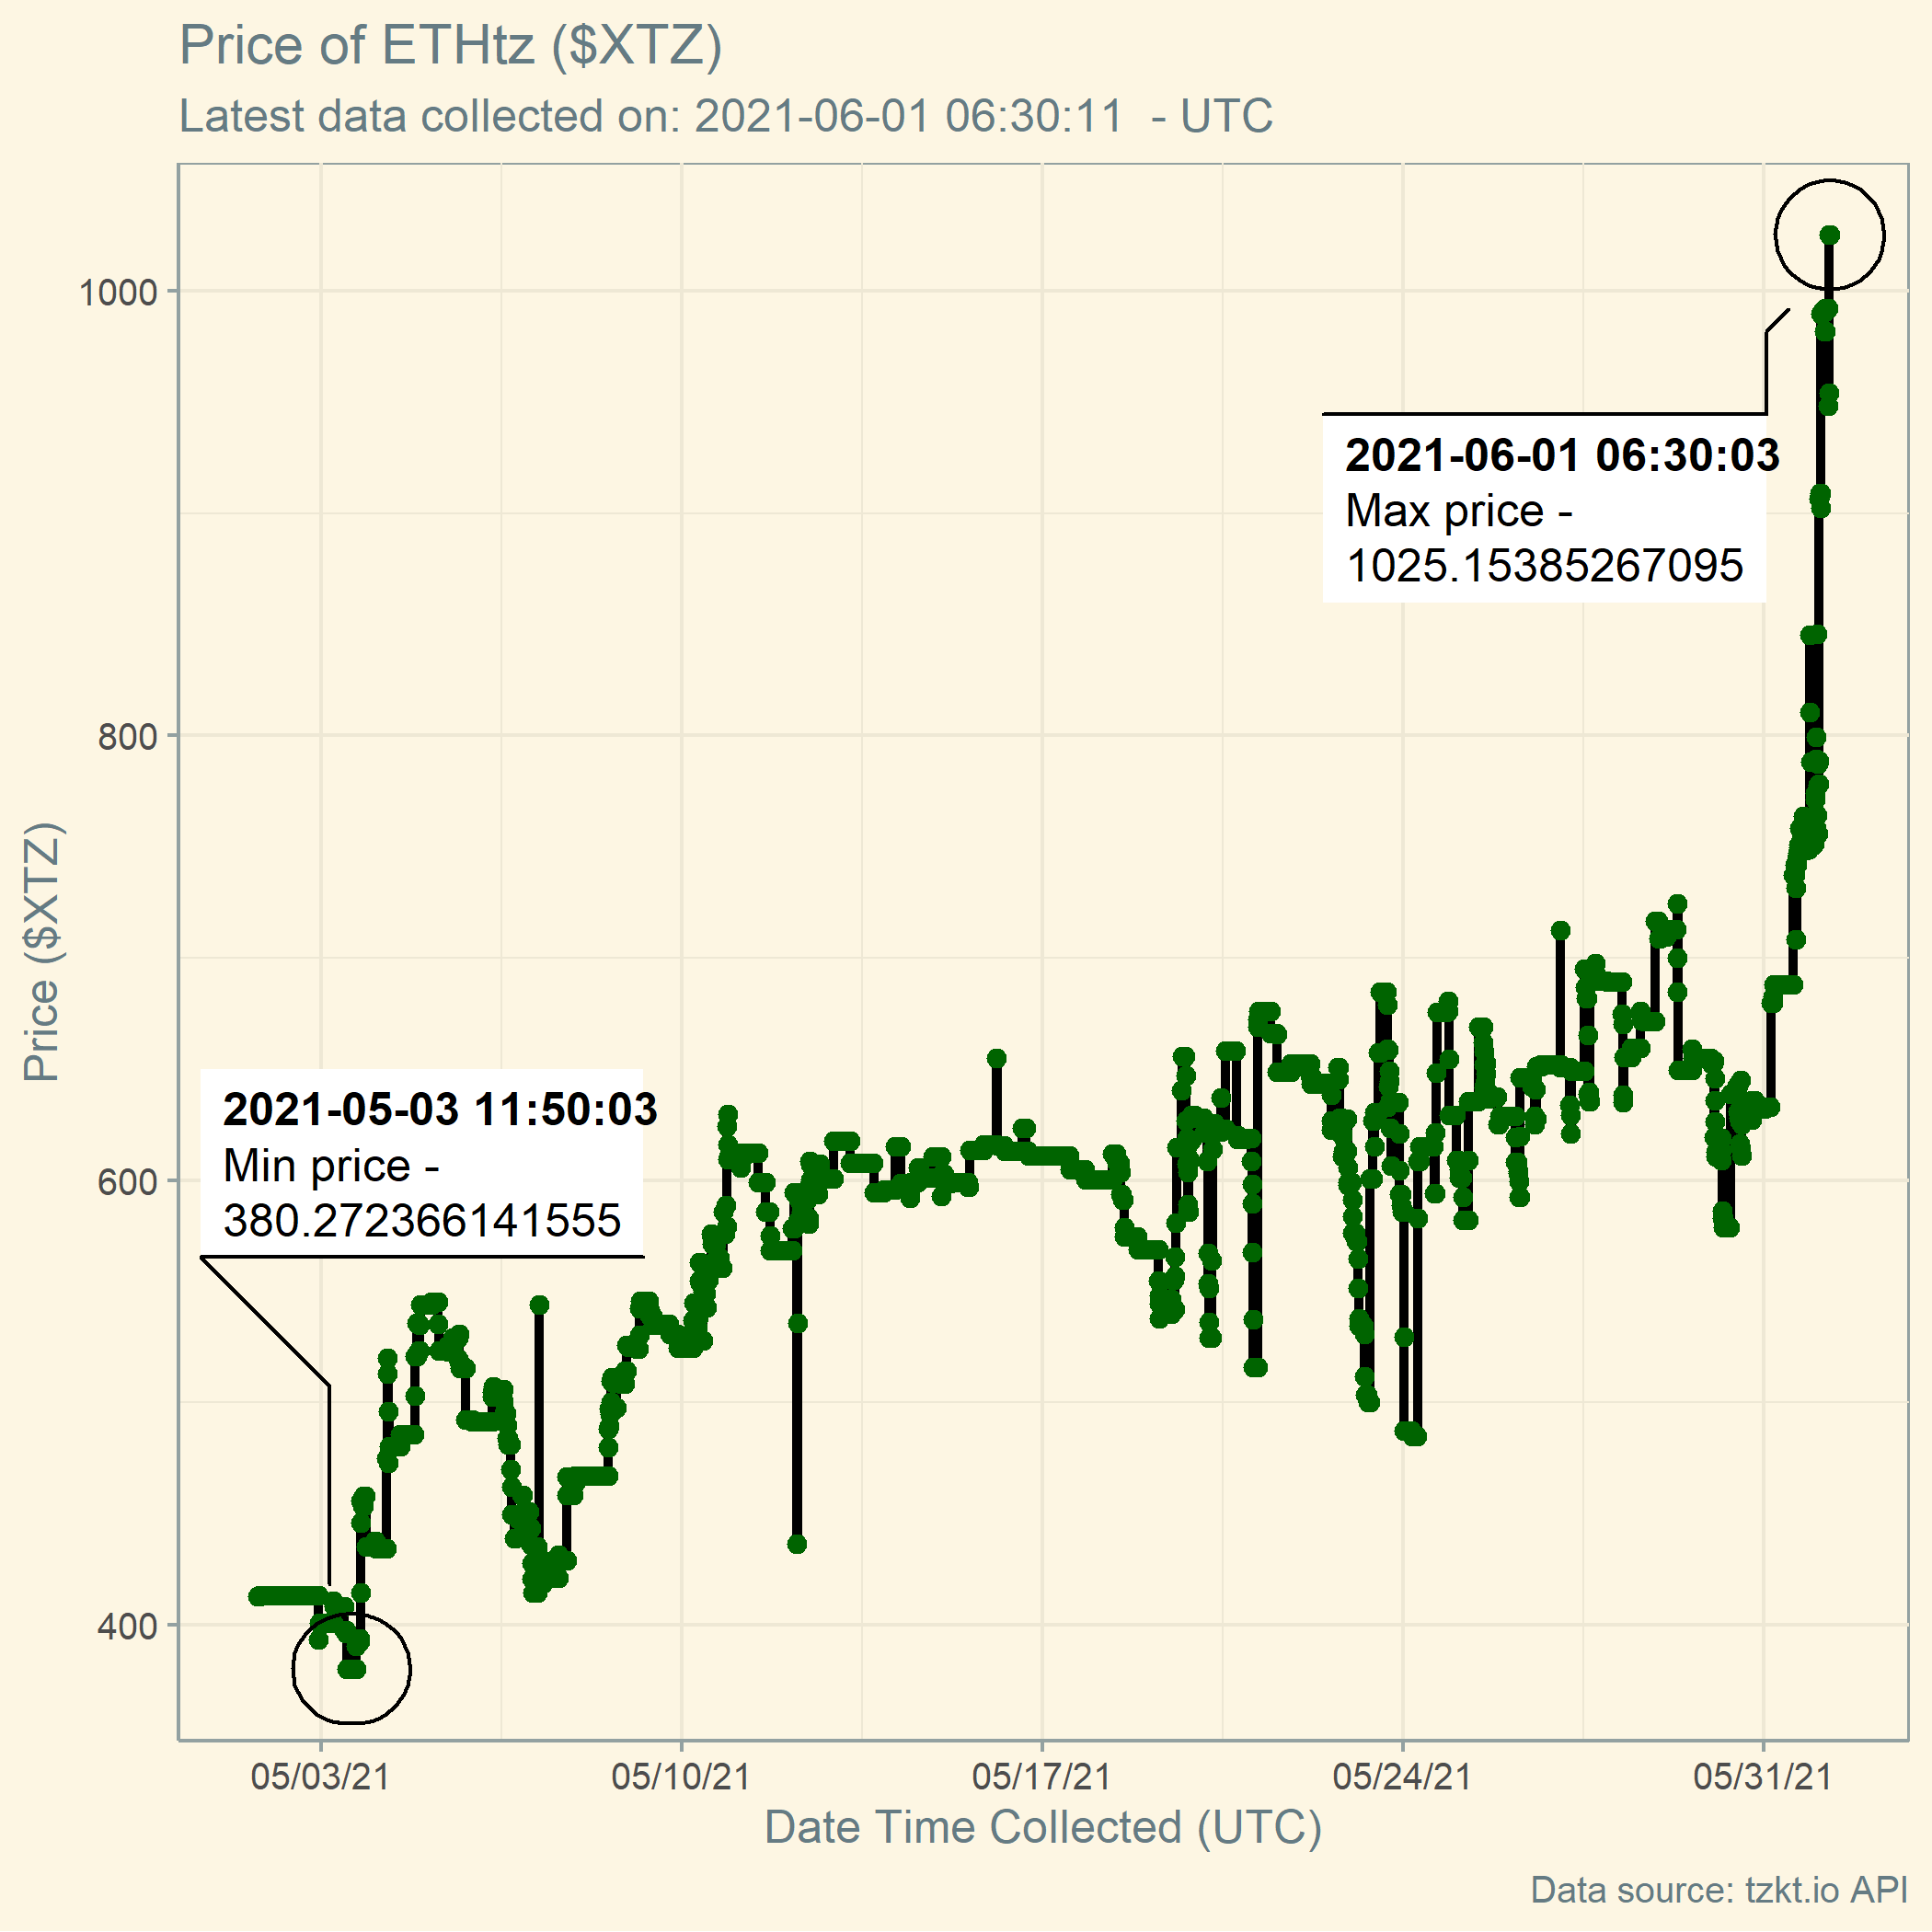 Price of ETHtz ($XTZ)
Latest data collected on: 2021-06-01 06:30:11  - UTC
Price ($XTZ)
1000
800
600
400
2021-06-01 06:30:03
Max price -
1025.15385267095
2021-05-03 11:50:03
Min price -
380.272366141555
05/03/21
05/10/21
05/17/21
05/24/21
05/31/21
Date Time Collected (UTC)
Data source: tzkt.io API